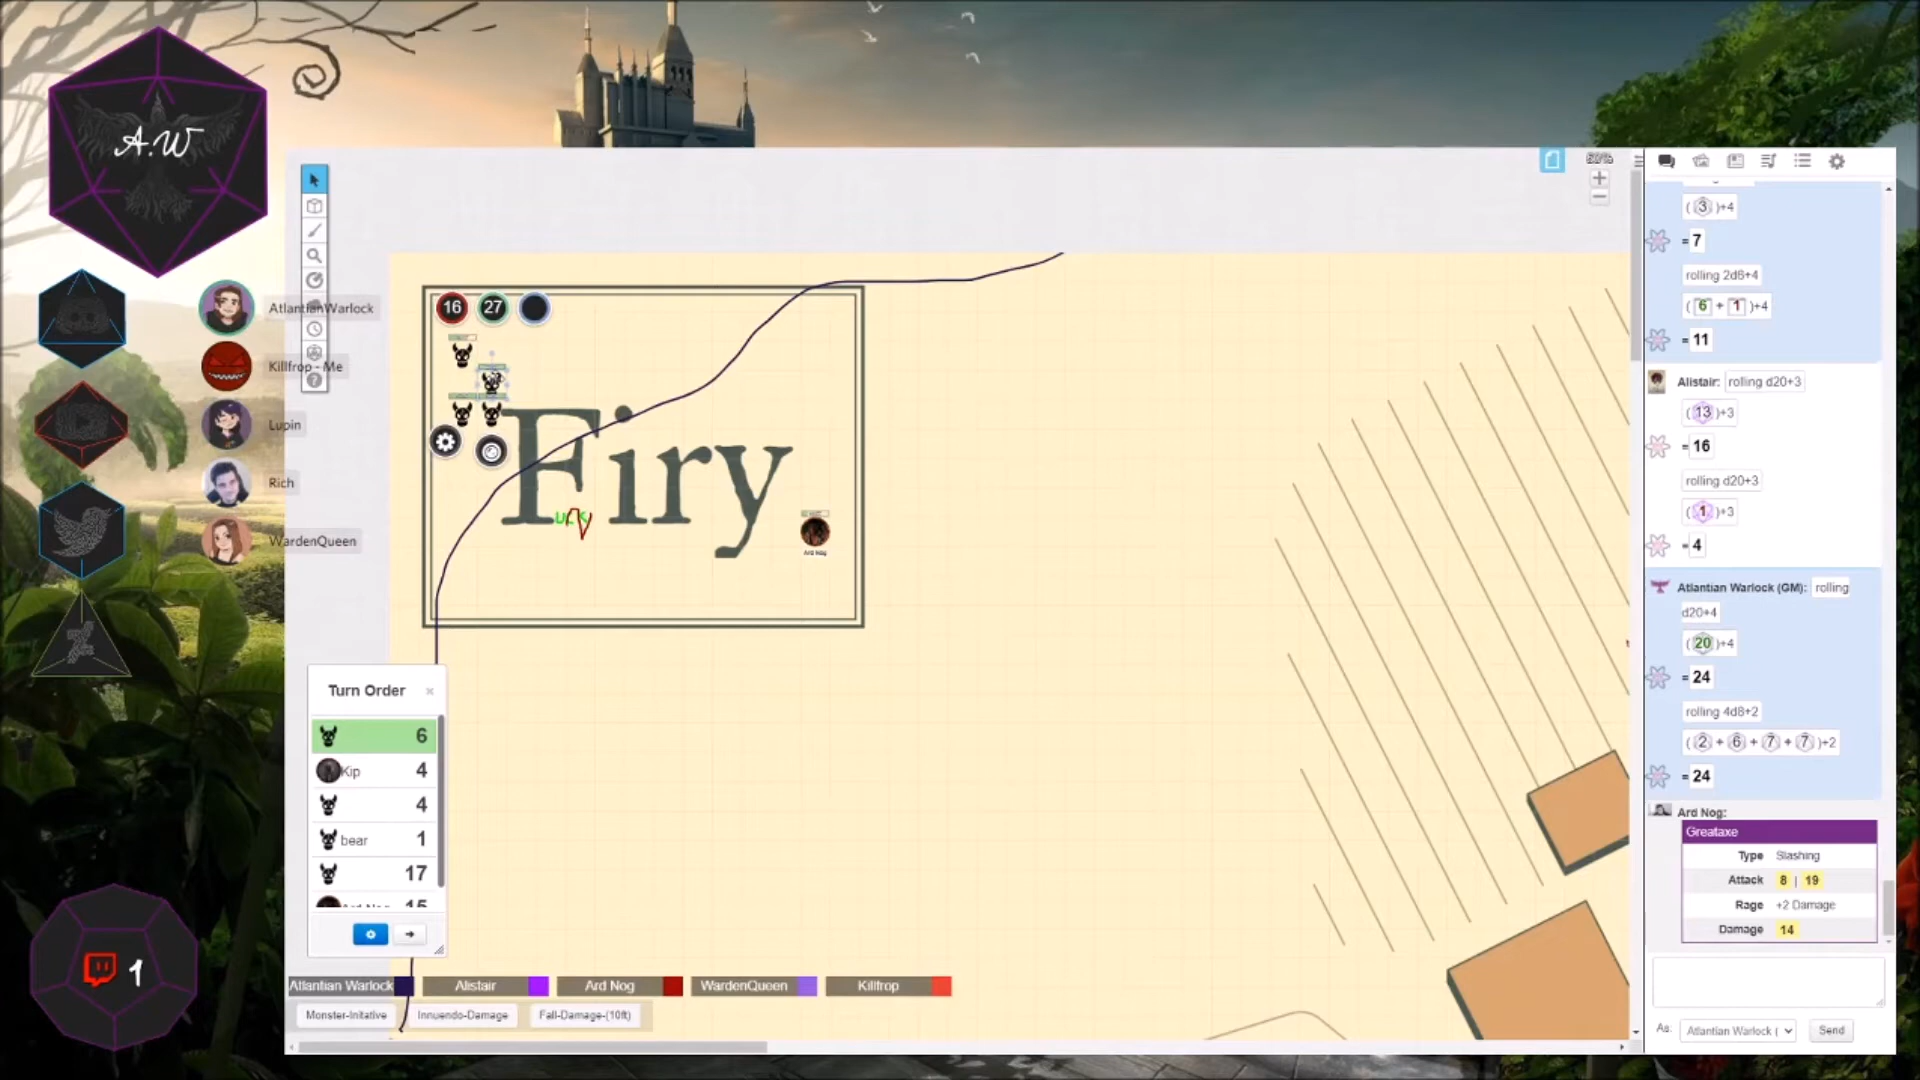 A.W
AtlantianWarlock
Killfrop - Me
Lupin
Rich
WardenQueen
1
16 27
Firy
UCK
Ard Nog
Turn Order ×
6
Kip 4
4
bear 1
17
15
Atlantian Warlock Alistair Ard Nog WardenQueen Killfrop
Monster-Initative Innuendo-Damage Fall-Damage-(10ft)
(3)+4
=7
rolling 2d6+4
(6+1)+4
=11
Alistair: rolling d20+3
(13)+3
=16
rolling d20+3
(1)+3
=4
Atlantian Warlock (GM): rolling
d20+4
(20)+4
=24
rolling 4d8+2
(2+6+7+7)+2
=24
Ard Nog:
Greataxe
Type Slashing
Attack 8 | 19
Rage +2 Damage
Damage 14
As: Atlantian Warlock ( Send